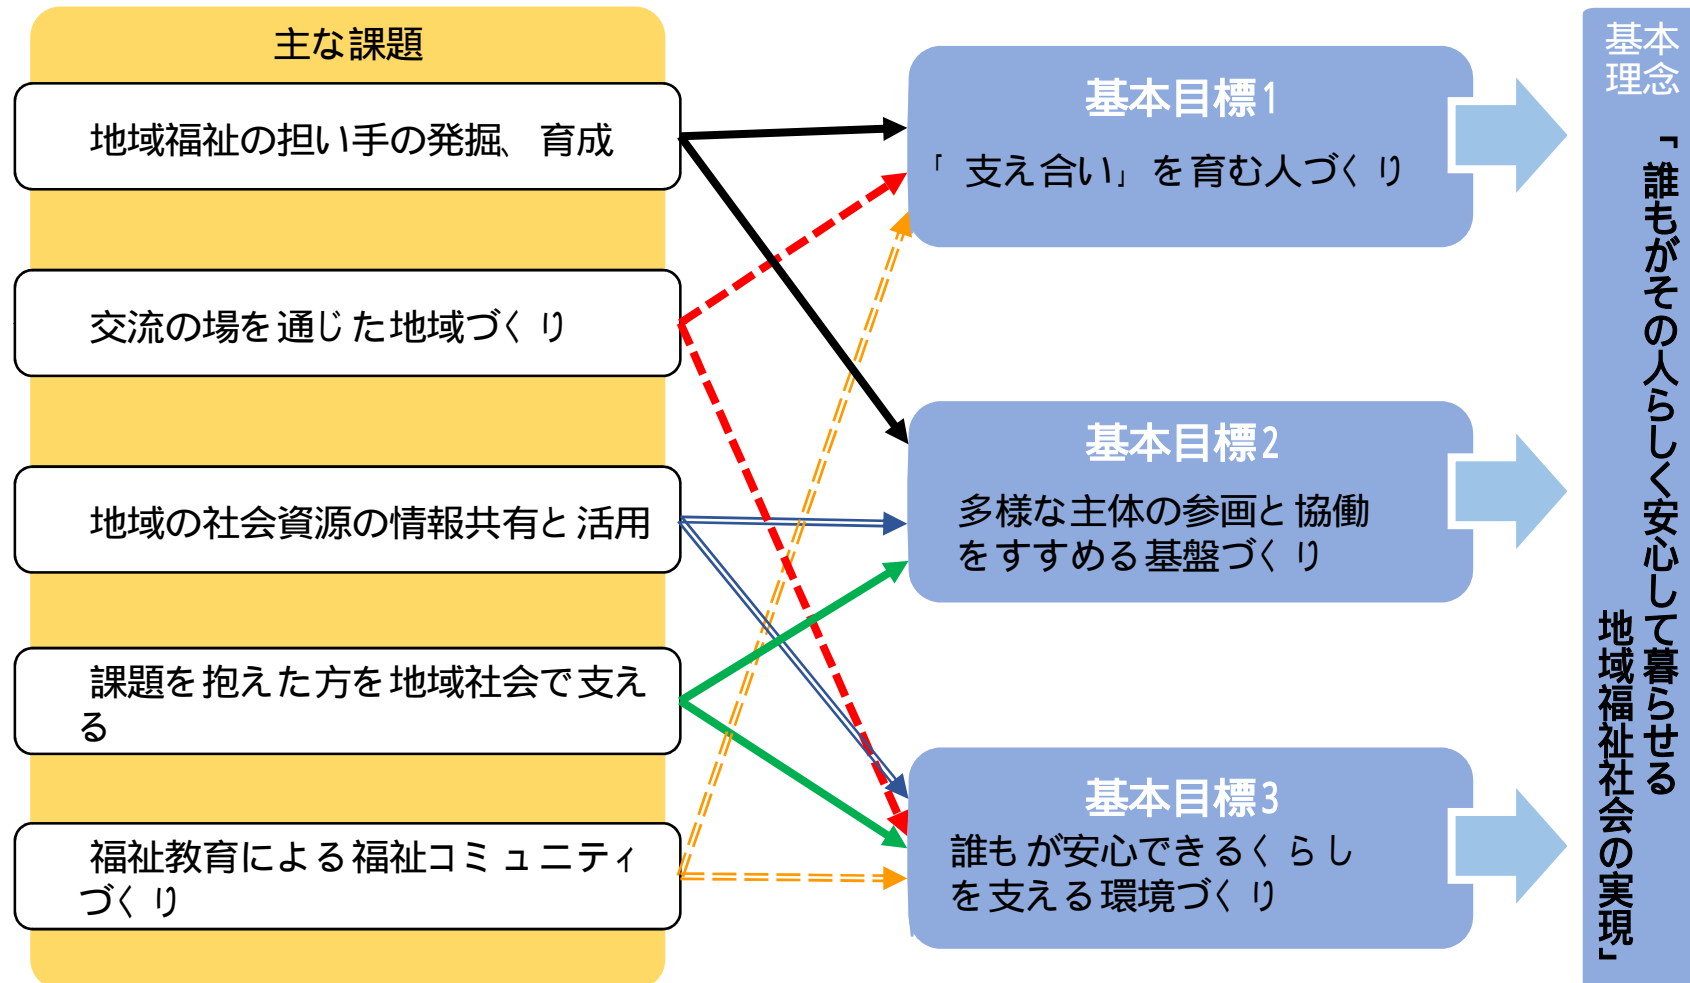 主な課題
地域福祉の担い手の発掘、育成
交流の場を通じた地域づくり
地域の社会資源の情報共有と活用
課題を抱えた方を地域社会で支え
る
福祉教育による福祉コミュニティ
づくり
基本目標1
「支え合い」を育む人づくり
基本目標2
多様な主体の参画と協働
をすすめる基盤づくり
基本目標3
誰もが安心できるくらし
を支える環境づくり
基本
理念
「誰もがその人らしく安心して暮らせる
地域福祉社会の実現」